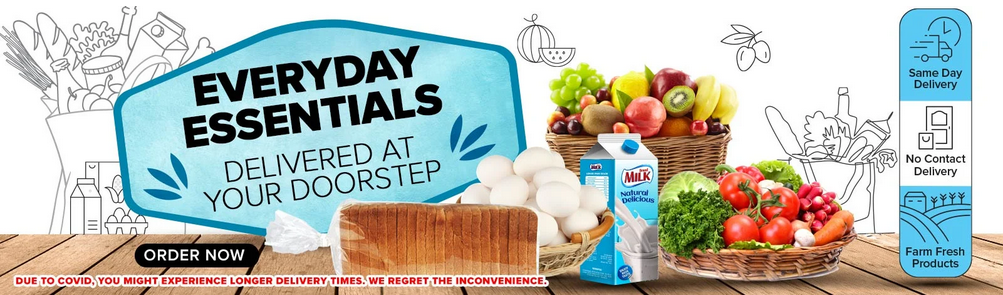 EVERYDAY
ESSENTIALS
DELIVERED AT
YOUR DOORSTEP
ORDER NOW
DUE TO COVID, YOU MIGHT EXPERIENCE LONGER DELIVERY TIMES. WE REGRET THE INCONVENIENCE.
MILK
Natural
Delicious
Same Day
Delivery
No Contact
Delivery
Farm Fresh
Products